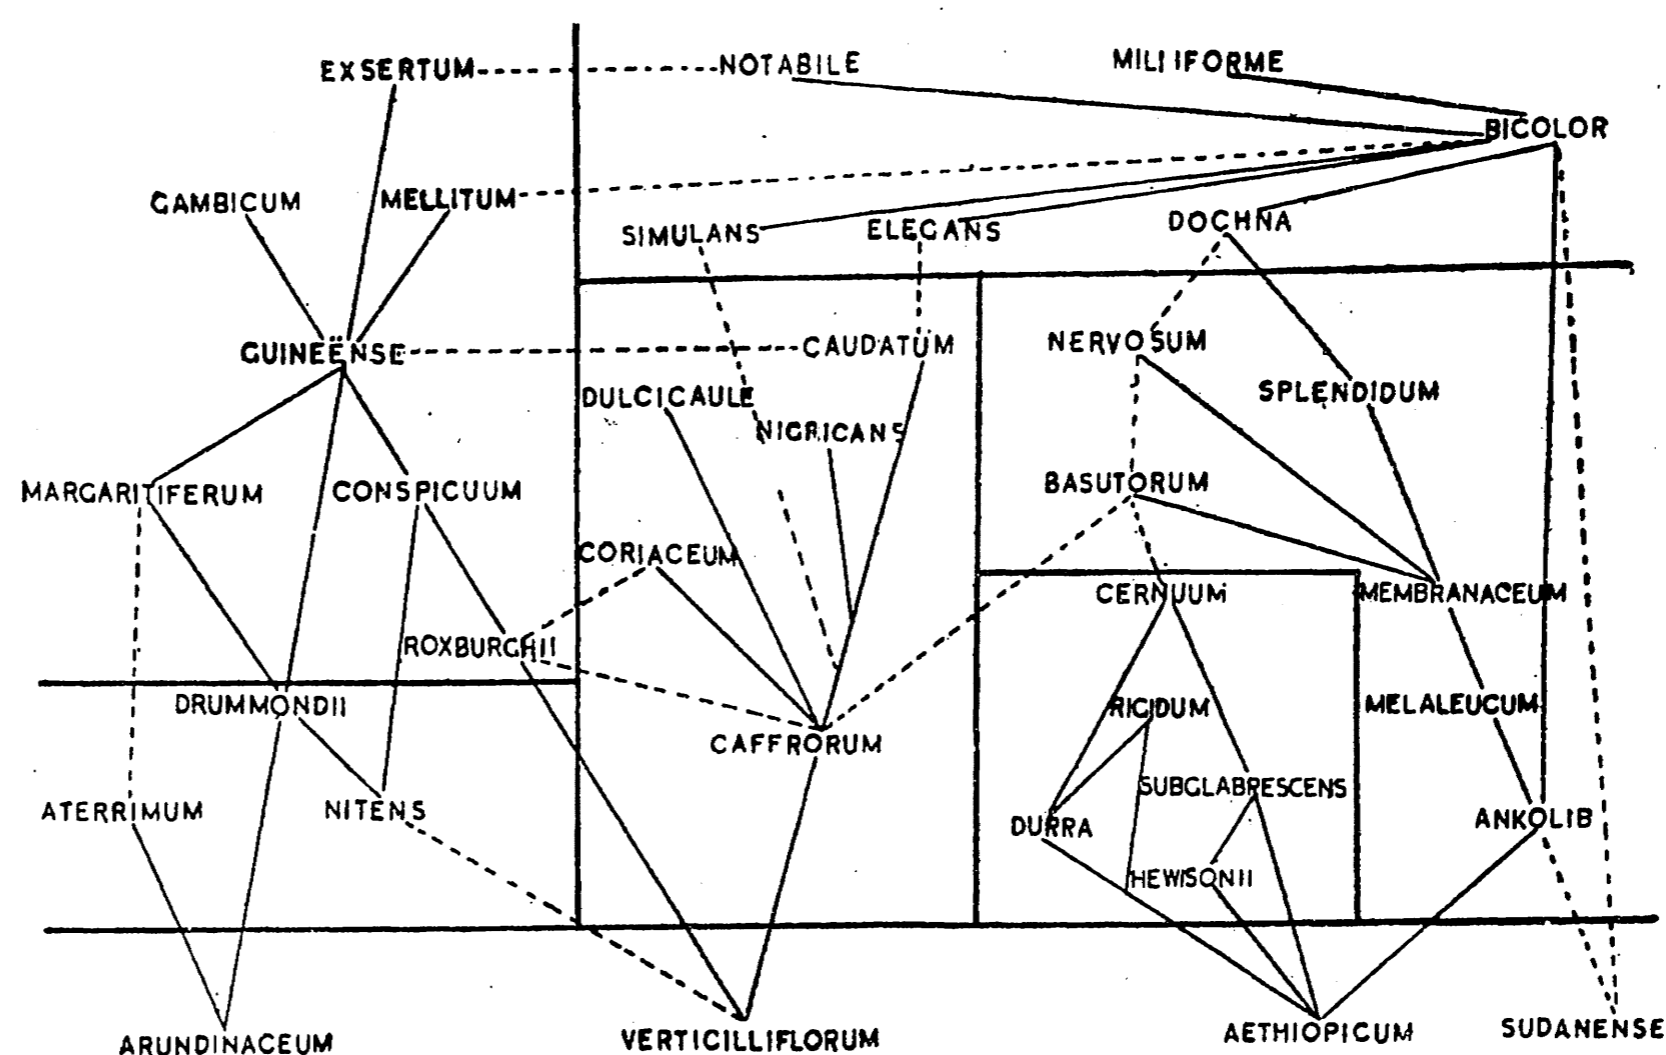 EXSERTUM
NOTABILE
MILIIFORME
BICOLOR
GAMBICUM
MELLITUM
SIMULANS
ELEGANS
DOCHNA
GUINEËNSE
CAUDATUM
NERVOSUM
DULCICAULE
SPLENDIDUM
NIGRICANS
MARGARITIFERUM
CONSPICUUM
BASUTORUM
CORIACEUM
CERNUUM
MEMBRANACEUM
ROXBURGHII
DRUMMONDII
RIGIDUM
MELALEUCUM
CAFFRORUM
SUBGLABRESCENS
ATERRIMUM
NITENS
DURRA
ANKOLIB
HEWISONII
ARUNDINACEUM
VERTICILLIFLORUM
AETHIOPICUM
SUDANENSE